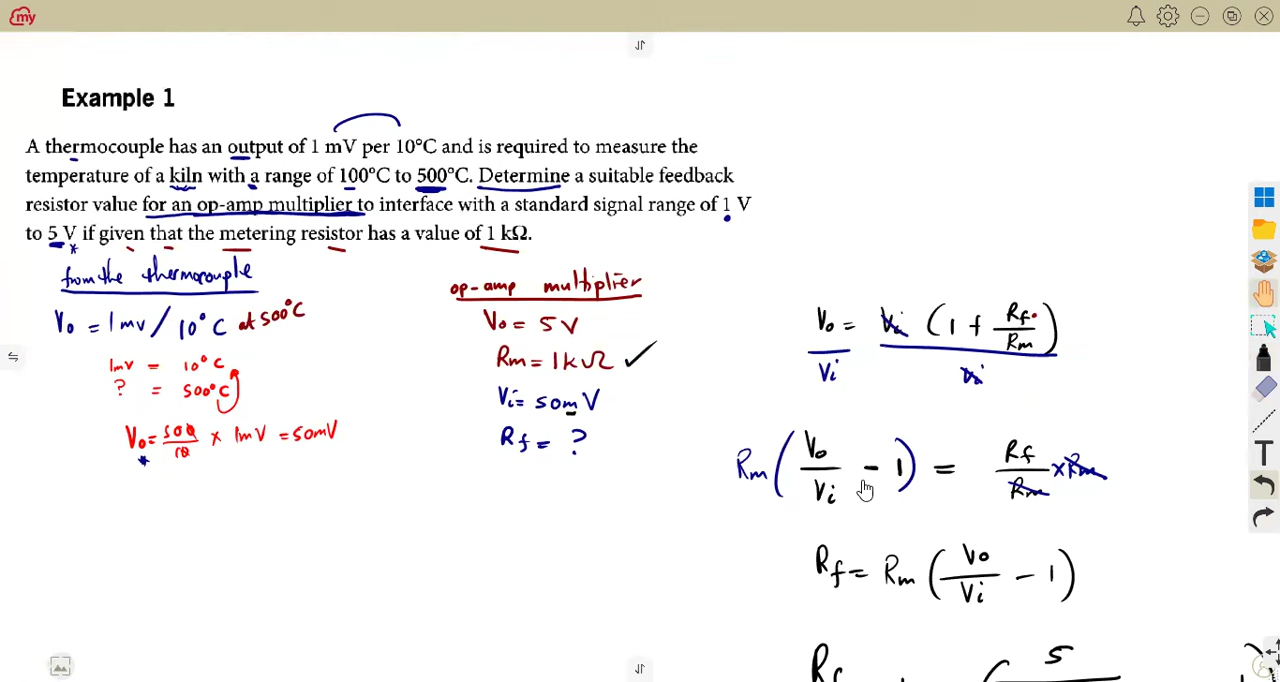 my
Example 1
A thermocouple has an output of 1 mV per 10°C and is required to measure the
temperature of a kiln with a range of 100°C to 500°C. Determine a suitable feedback
resistor value for an op-amp multiplier to interface with a standard signal range of 1 V
to 5 V if given that the metering resistor has a value of 1 kΩ.
from the thermocouple
Vo = 1mv / 10°C at 500°C
1mv = 10°C
? = 500°C
Vo = 500/10 x 1mV = 50mV
op-amp multiplier
Vo = 5V
Rm = 1kΩ ✓
Vi = 50mV
Rf = ?
Vo/Vi = Vi (1 + Rf/Rm)/Vi
Rm (Vo/Vi - 1) = Rf/Rm x Rm
Rf = Rm (Vo/Vi - 1)
5
T